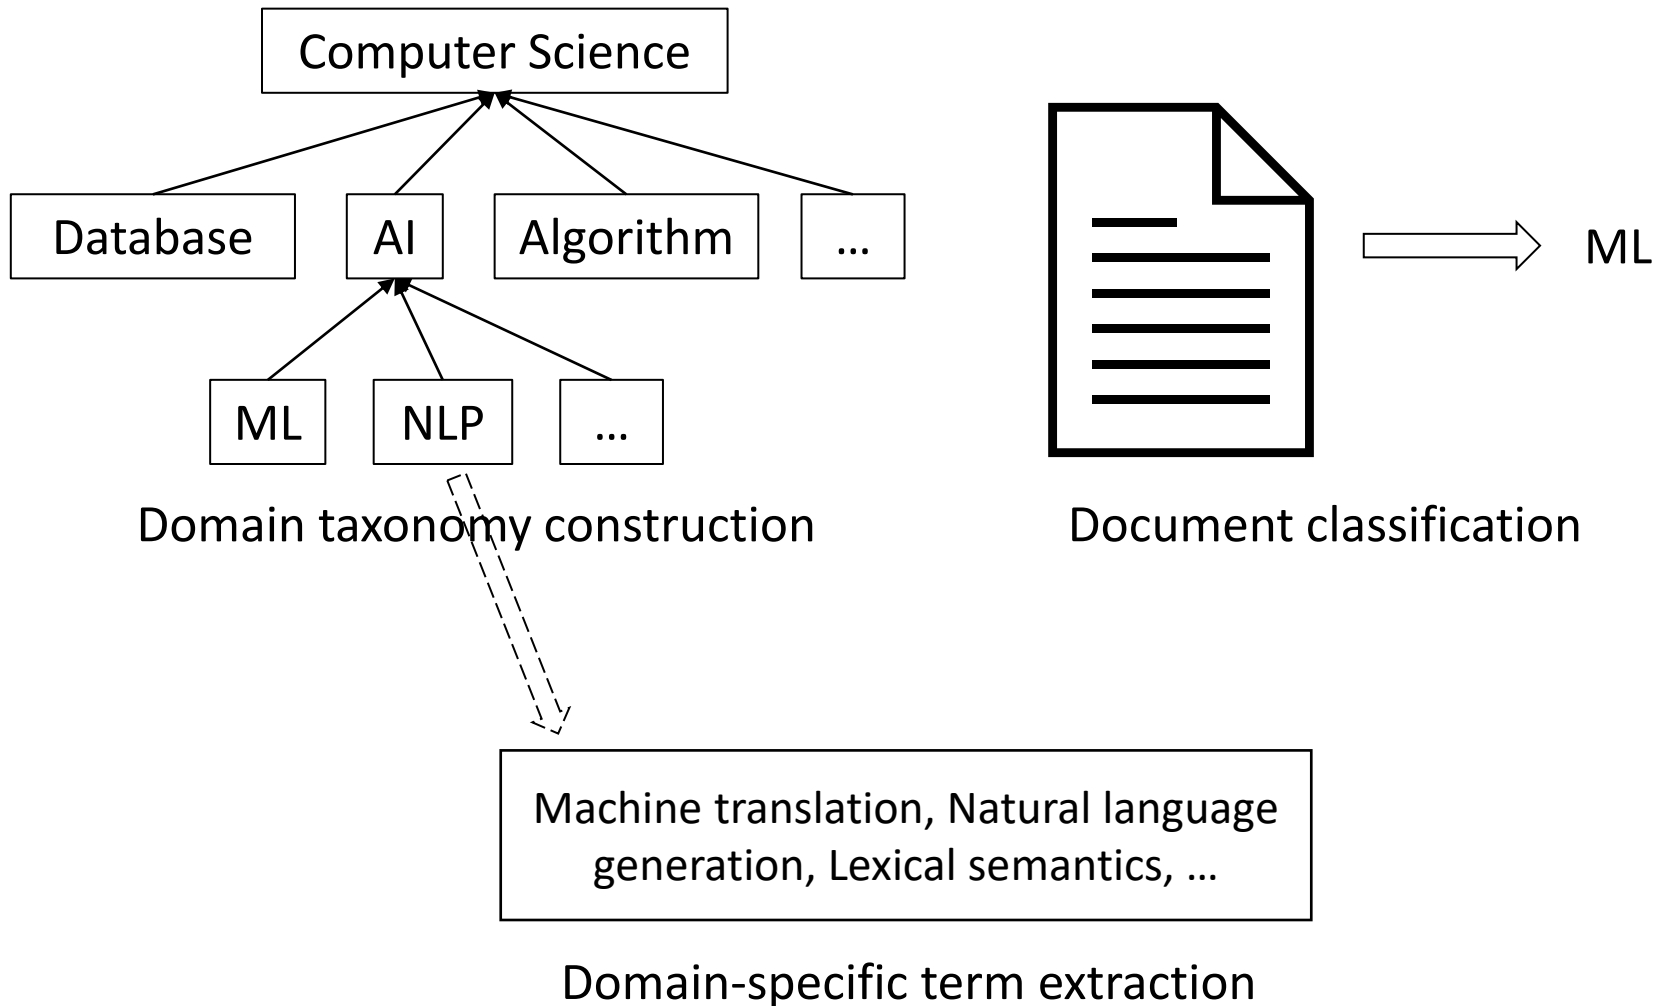 Computer Science
Database
AI
Algorithm
...
ML
ML
NLP
...
Domain taxonomy construction
Document classification
Machine translation, Natural language
generation, Lexical semantics, ...
Domain-specific term extraction